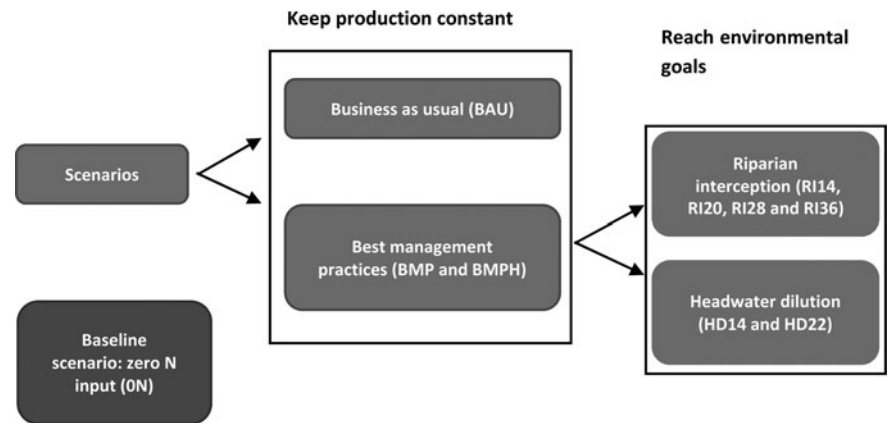 Keep production constant
Reach environmental
goals
Business as usual (BAU)
Scenarios
Best management
practices (BMP and BMPH)
Riparian
interception (RI14,
RI20, RI28 and RI36)
Headwater dilution
(HD14 and HD22)
Baseline
scenario: zero N
input (0N)